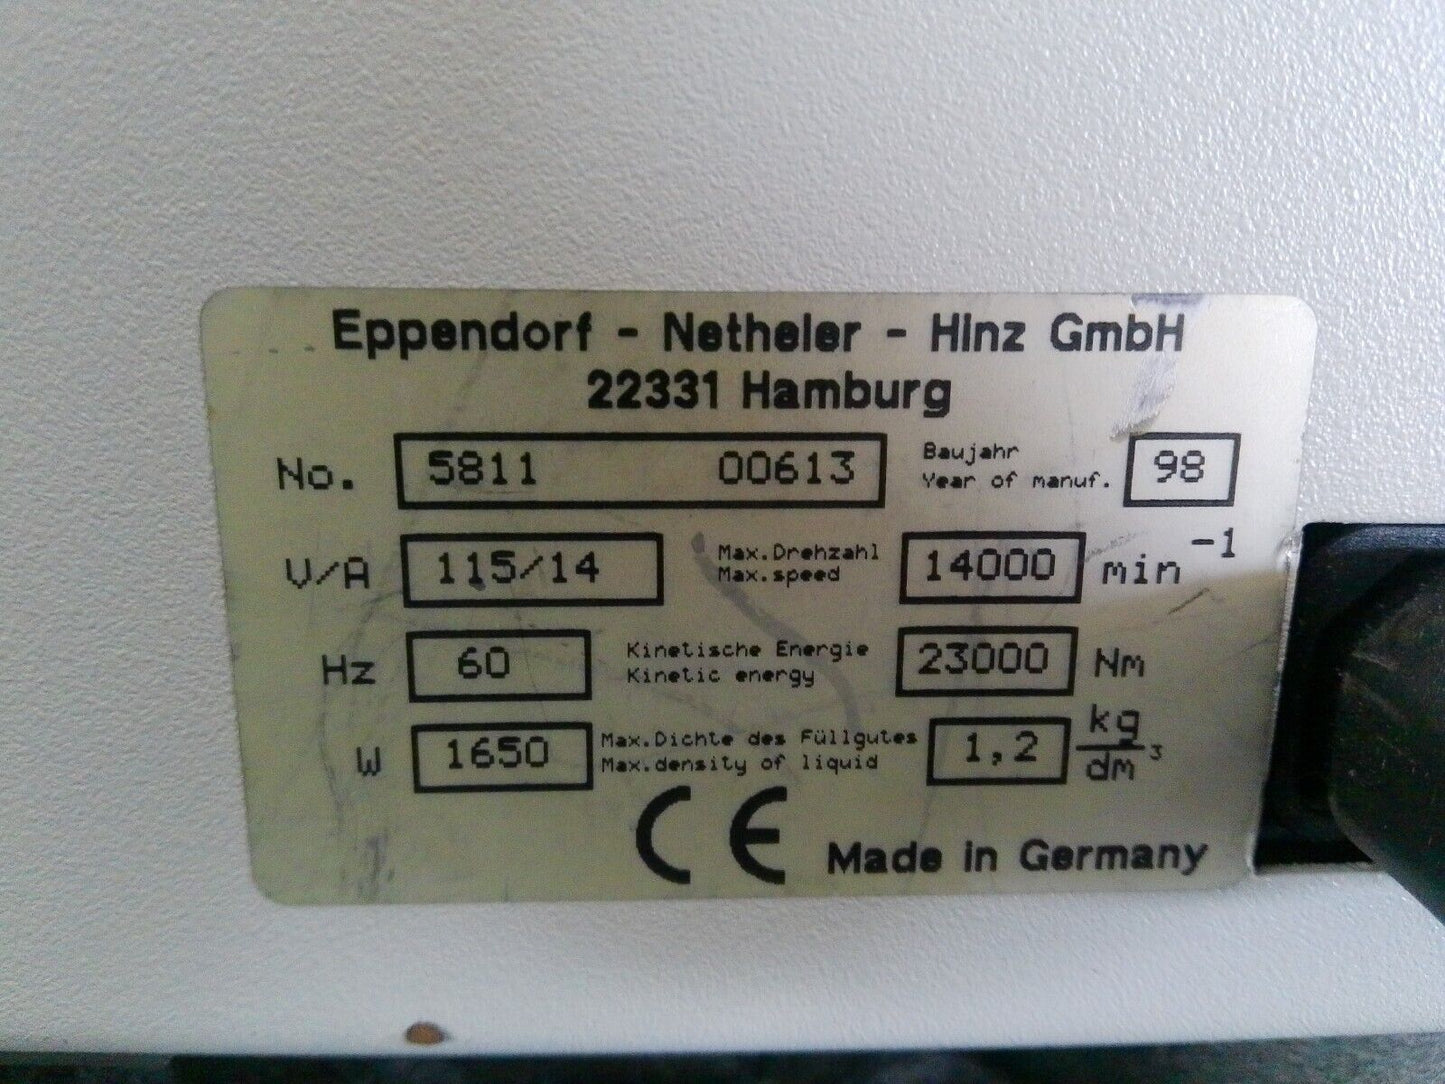 Eppendorf - Netheler - Hinz GmbH
22331 Hamburg
No. 5811 00613 Baujahr Year of manuf. 98
V/A 115/14 Max.Drehzahl Max.speed 14000 min⁻¹
Hz 60 Kinetische Energie Kinetic energy 23000 Nm
W 1650 Max.Dichte des Füllgutes Max.density of liquid 1,2 kg/dm³
CE Made in Germany